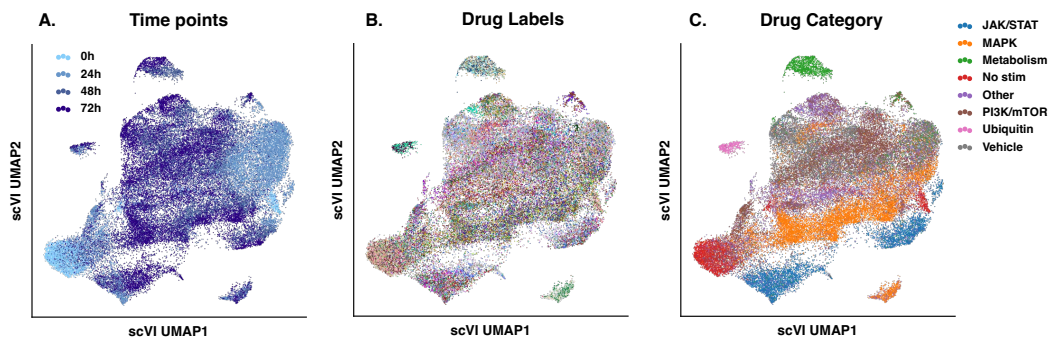 A. Time points
0h
24h
48h
72h
scVI UMAP2
scVI UMAP1
B. Drug Labels
scVI UMAP2
scVI UMAP1
C. Drug Category
scVI UMAP2
scVI UMAP1
JAK/STAT
MAPK
Metabolism
No stim
Other
PI3K/mTOR
Ubiquitin
Vehicle